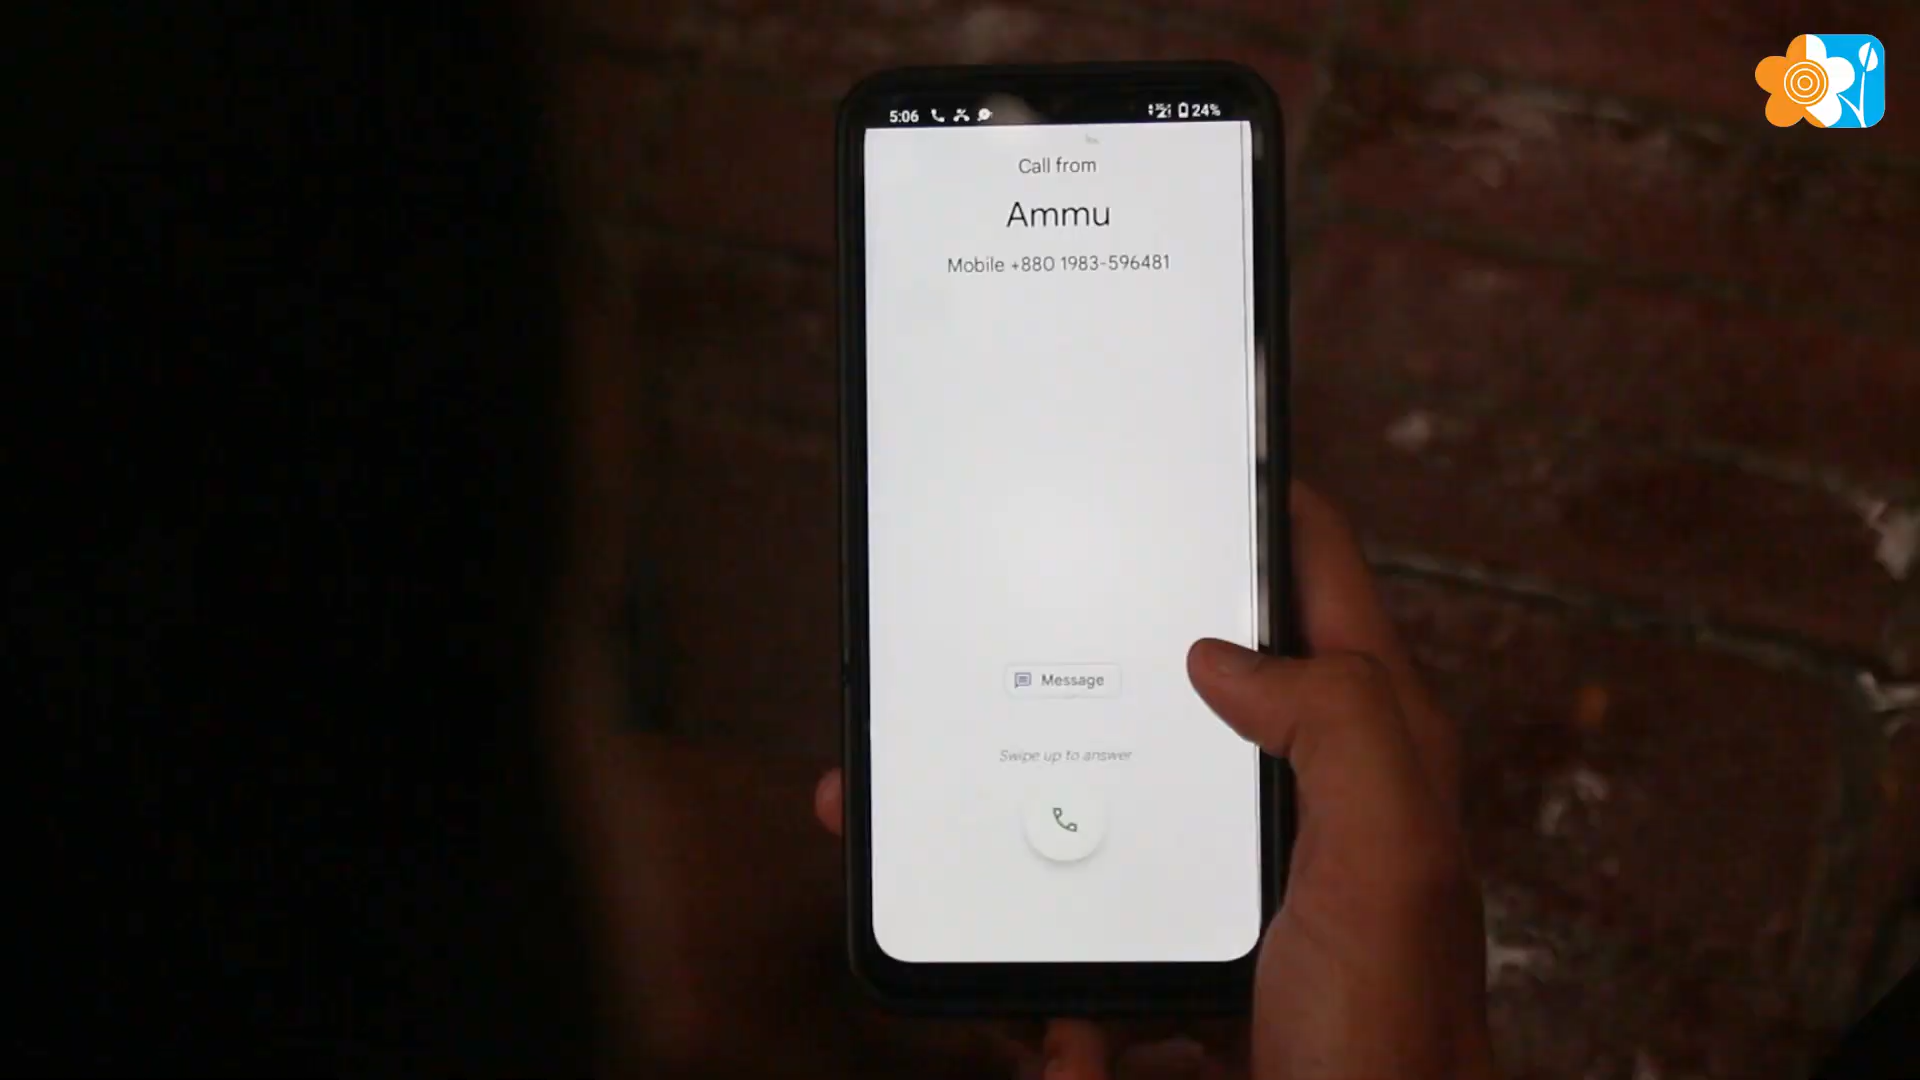 5:06 24%
Call from
Ammu
Mobile +880 1983-596481
Message
Swipe up to answer